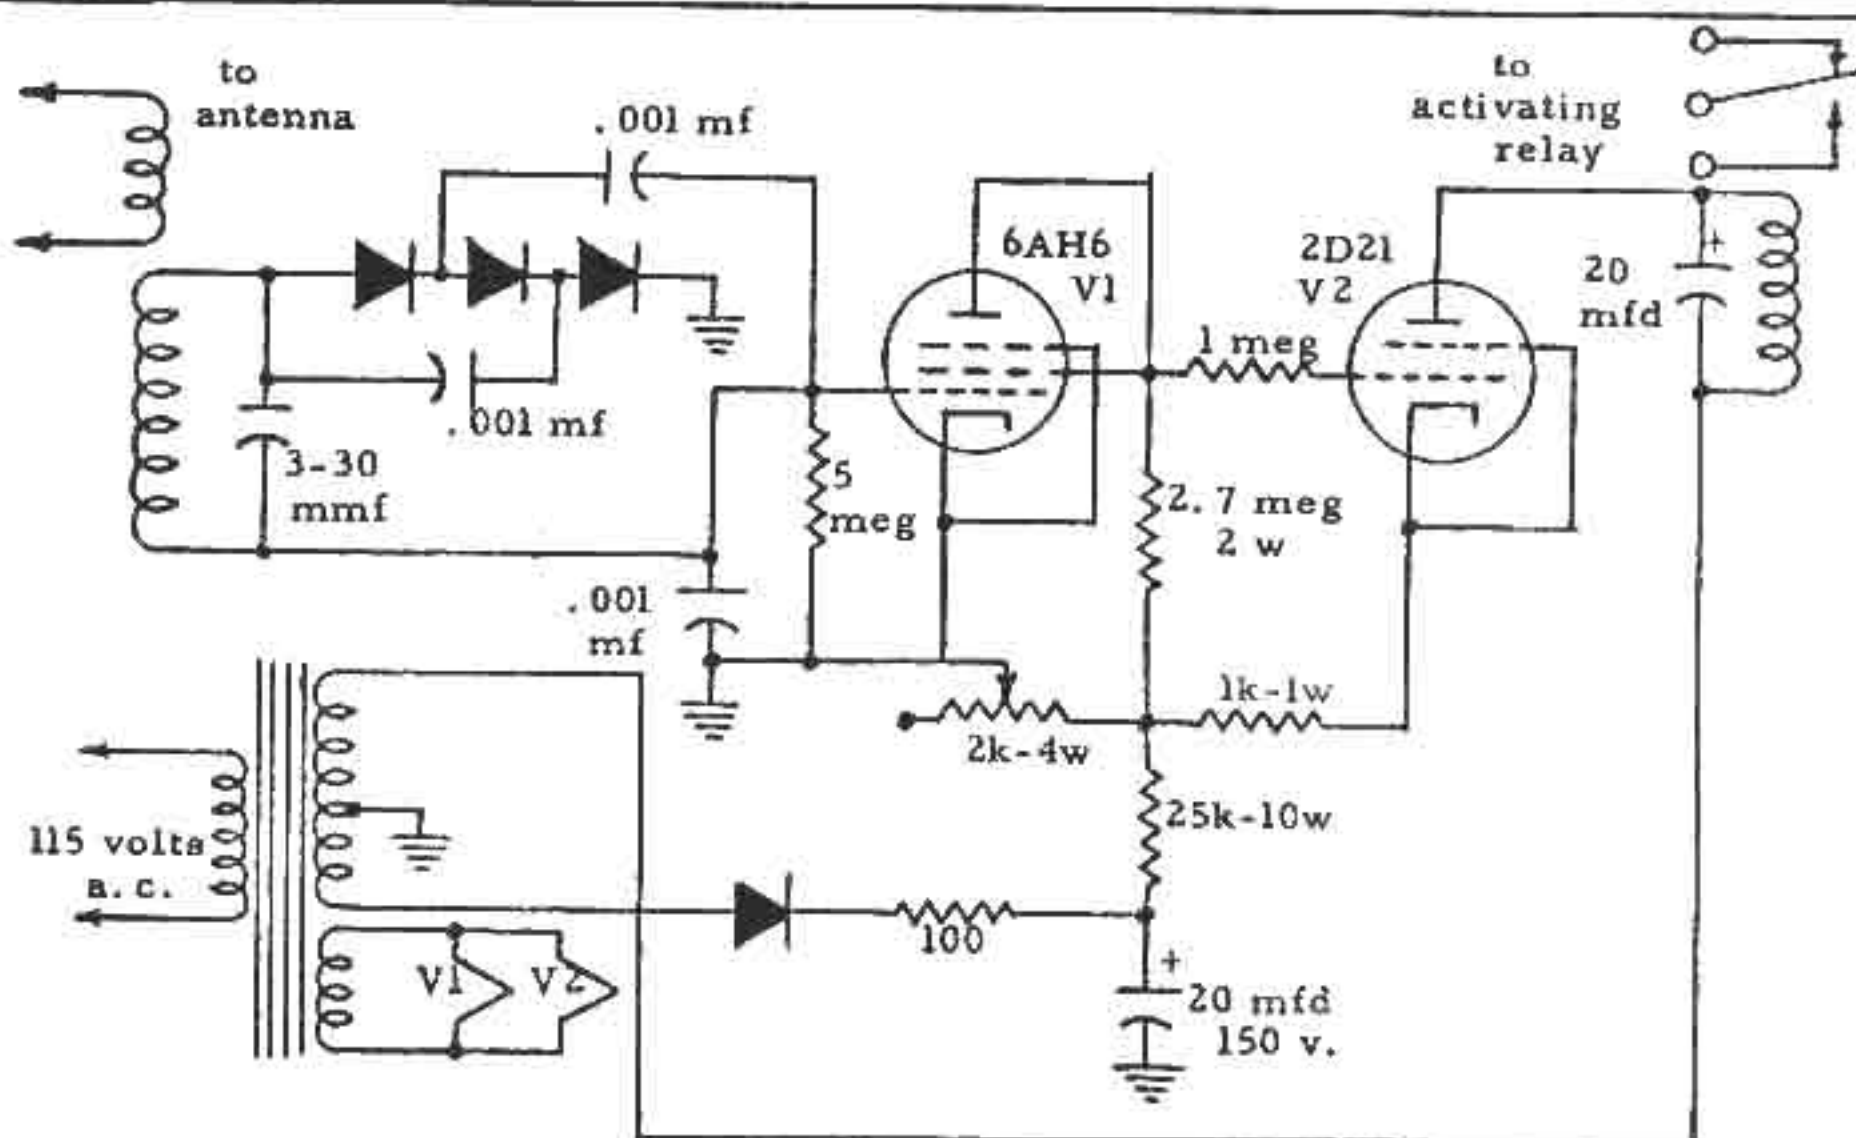 to
antenna
.001 mf
to
activating
relay
6AH6
V1
2D21
V2
20
mfd
+
1 meg
.001 mf
3-30
mmf
5
meg
2.7 meg
2 w
.001
mf
1k-1w
2k-4w
25k-10w
115 volts
a.c.
100
V1
V2
+
20 mfd
150 v.